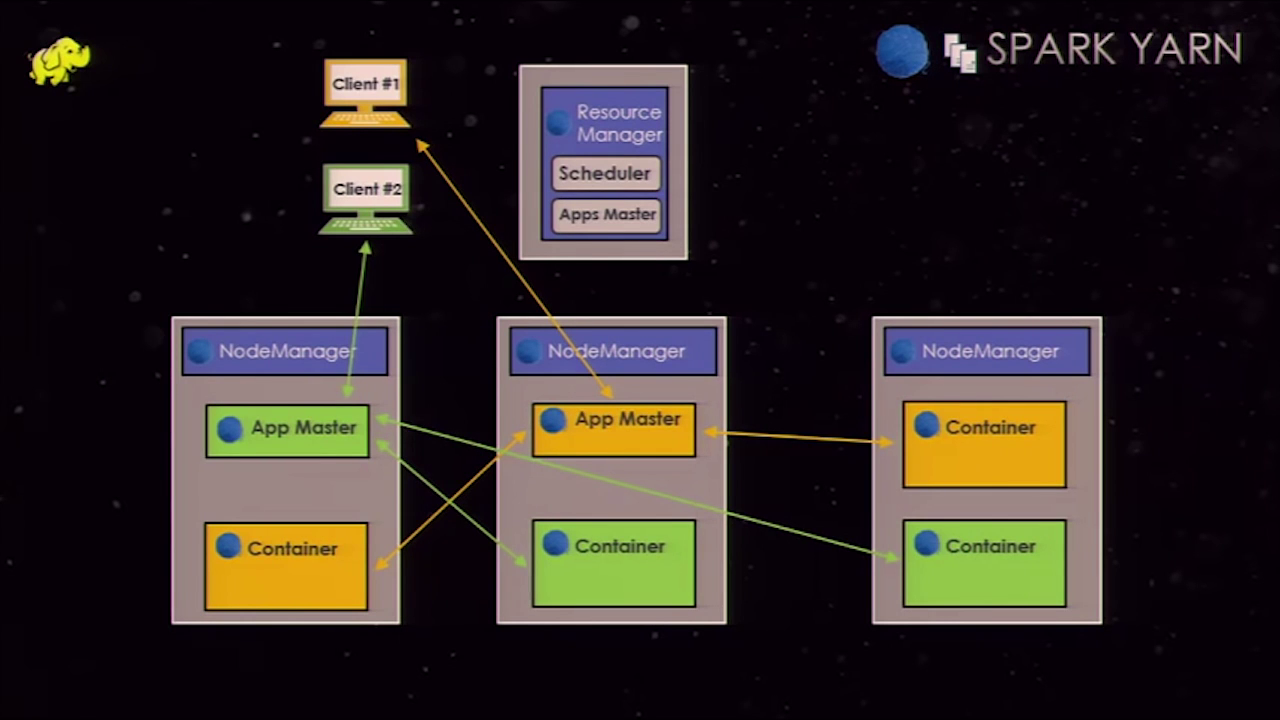 SPARK YARN
Client #1
Client #2
Resource
Manager
Scheduler
Apps Master
NodeManager
App Master
Container
NodeManager
App Master
Container
NodeManager
Container
Container